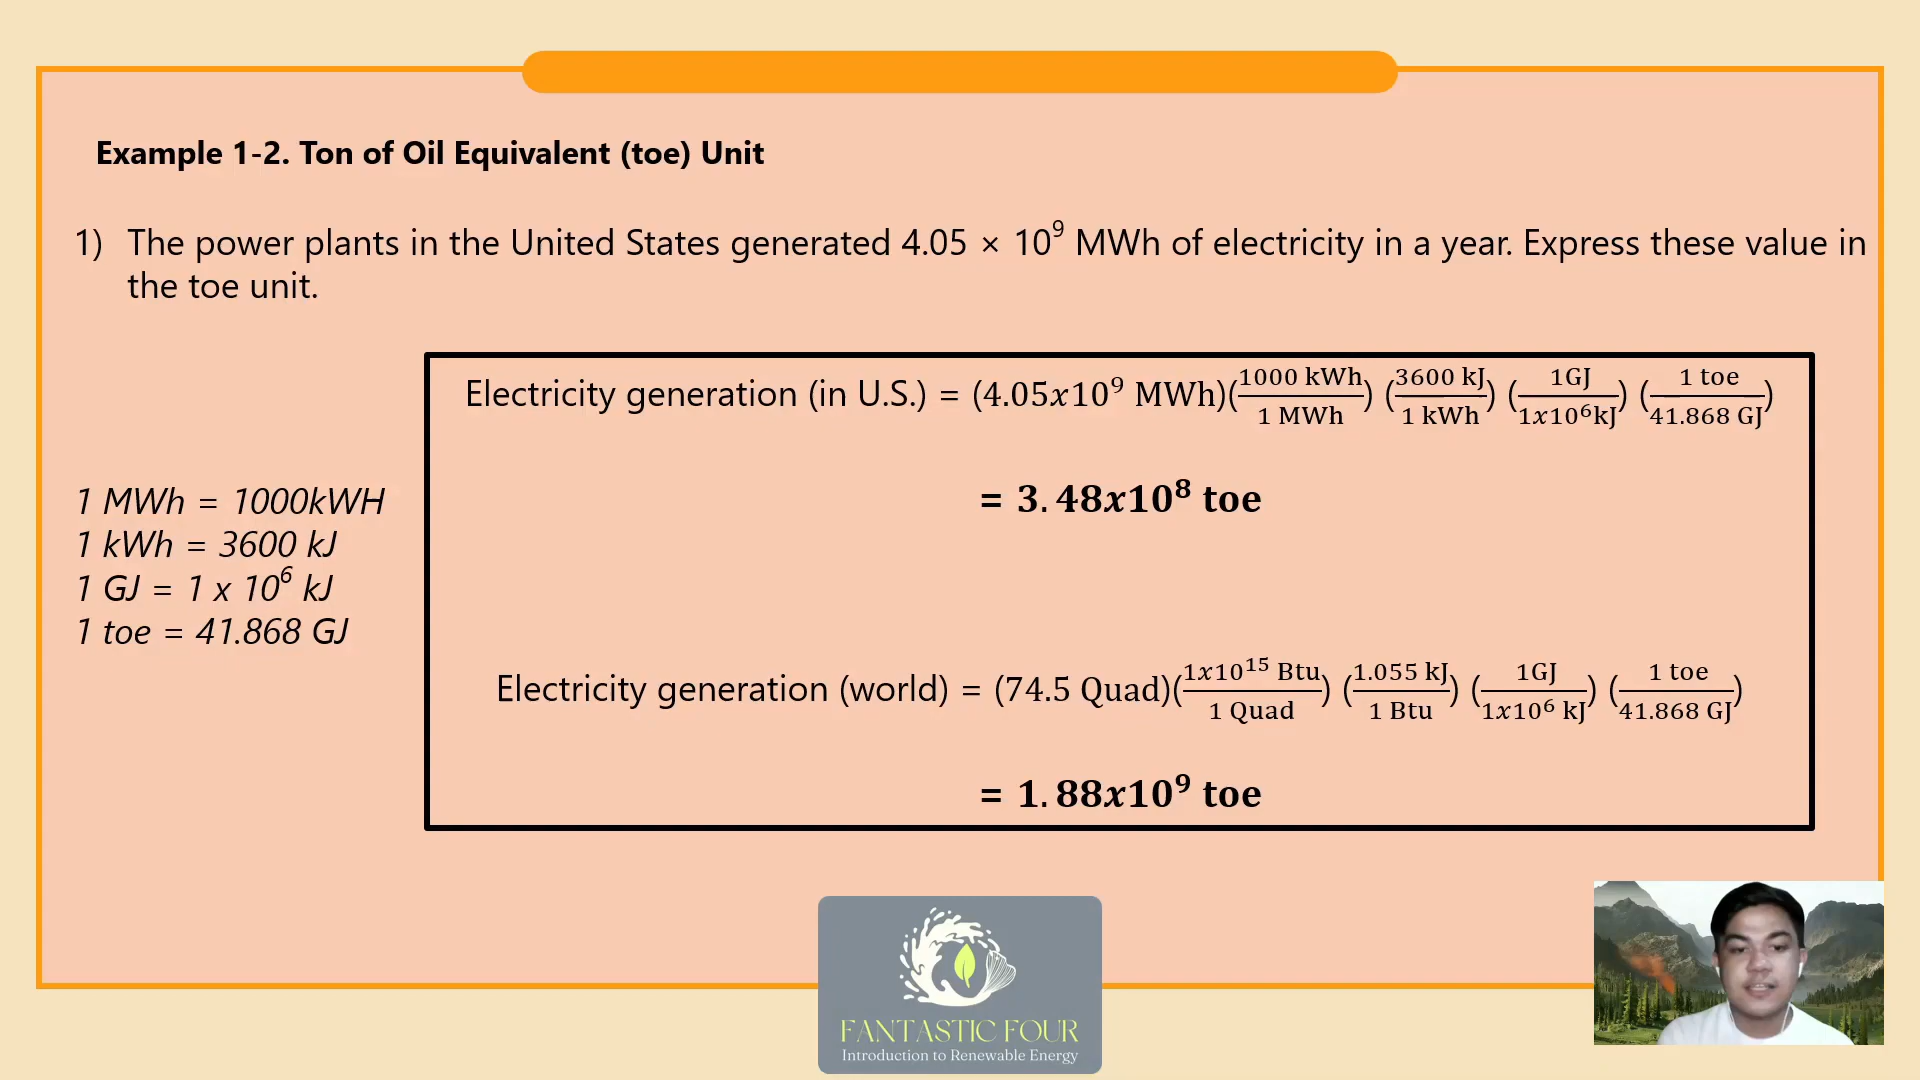 Example 1-2. Ton of Oil Equivalent (toe) Unit
1) The power plants in the United States generated 4.05 × 10⁹ MWh of electricity in a year. Express these value in
the toe unit.
1 MWh = 1000kWH
1 kWh = 3600 kJ
1 GJ = 1 x 10⁶ kJ
1 toe = 41.868 GJ
Electricity generation (in U.S.) = (4.05x10⁹ MWh)(1000 kWh/1 MWh) (3600 kJ/1 kWh) (1GJ/1x10⁶kJ) (1 toe/41.868 GJ)
= 3.48x10⁸ toe
Electricity generation (world) = (74.5 Quad)(1x10¹⁵ Btu/1 Quad) (1.055 kJ/1 Btu) (1GJ/1x10⁶ kJ) (1 toe/41.868 GJ)
= 1.88x10⁹ toe
FANTASTIC FOUR
Introduction to Renewable Energy